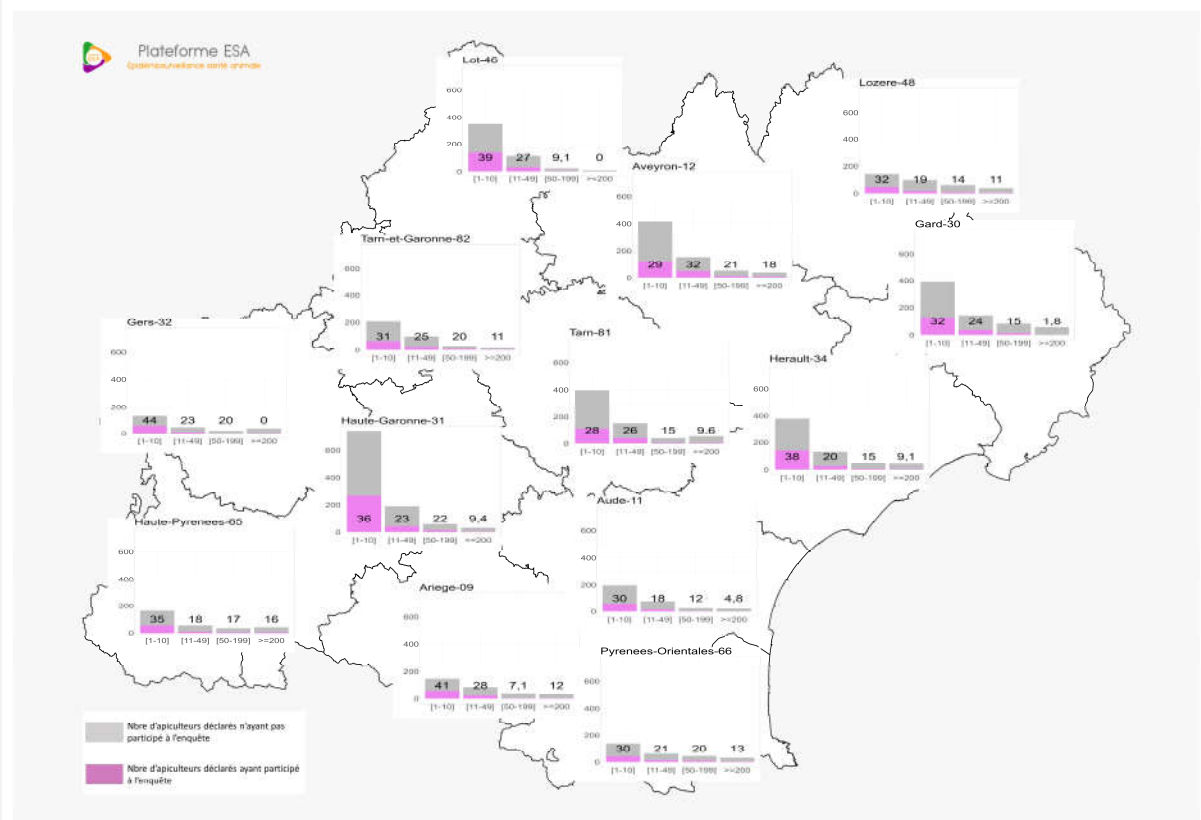 Plateforme ESA
Epidémiosurveillance santé animale
Lot-46
600
400
200
0
39 27 9,1 0
[1-10] [11-49] [50-199] >=200
Lozere-48
600
400
200
0
32 19 14 11
[1-10] [11-49] [50-199] >=200
Aveyron-12
600
400
200
0
29 32 21 18
[1-10] [11-49] [50-199] >=200
Gard-30
600
400
200
0
32 24 15 1,8
[1-10] [11-49] [50-199] >=200
Tarn-et-Garonne-82
600
400
200
0
31 25 20 11
[1-10] [11-49] [50-199] >=200
Gers-32
600
400
200
0
44 23 20 0
[1-10] [11-49] [50-199] >=200
Tarn-81
600
400
200
0
28 26 15 9.6
[1-10] [11-49] [50-199] >=200
Herault-34
600
400
200
0
38 20 15 9,1
[1-10] [11-49] [50-199] >=200
Haute-Garonne-31
600
400
200
0
36 23 22 9,4
[1-10] [11-49] [50-199] >=200
Aude-11
600
400
200
0
30 18 12 4,8
[1-10] [11-49] [50-199] >=200
Haute-Pyrenees-65
600
400
200
0
35 18 17 16
[1-10] [11-49] [50-199] >=200
Ariege-09
600
400
200
0
41 28 7,1 12
[1-10] [11-49] [50-199] >=200
Pyrenees-Orientales-66
600
400
200
0
30 21 20 13
[1-10] [11-49] [50-199] >=200
Nbre d'apiculteurs déclarés n'ayant pas
participé à l'enquête
Nbre d'apiculteurs déclarés ayant participé
à l'enquête